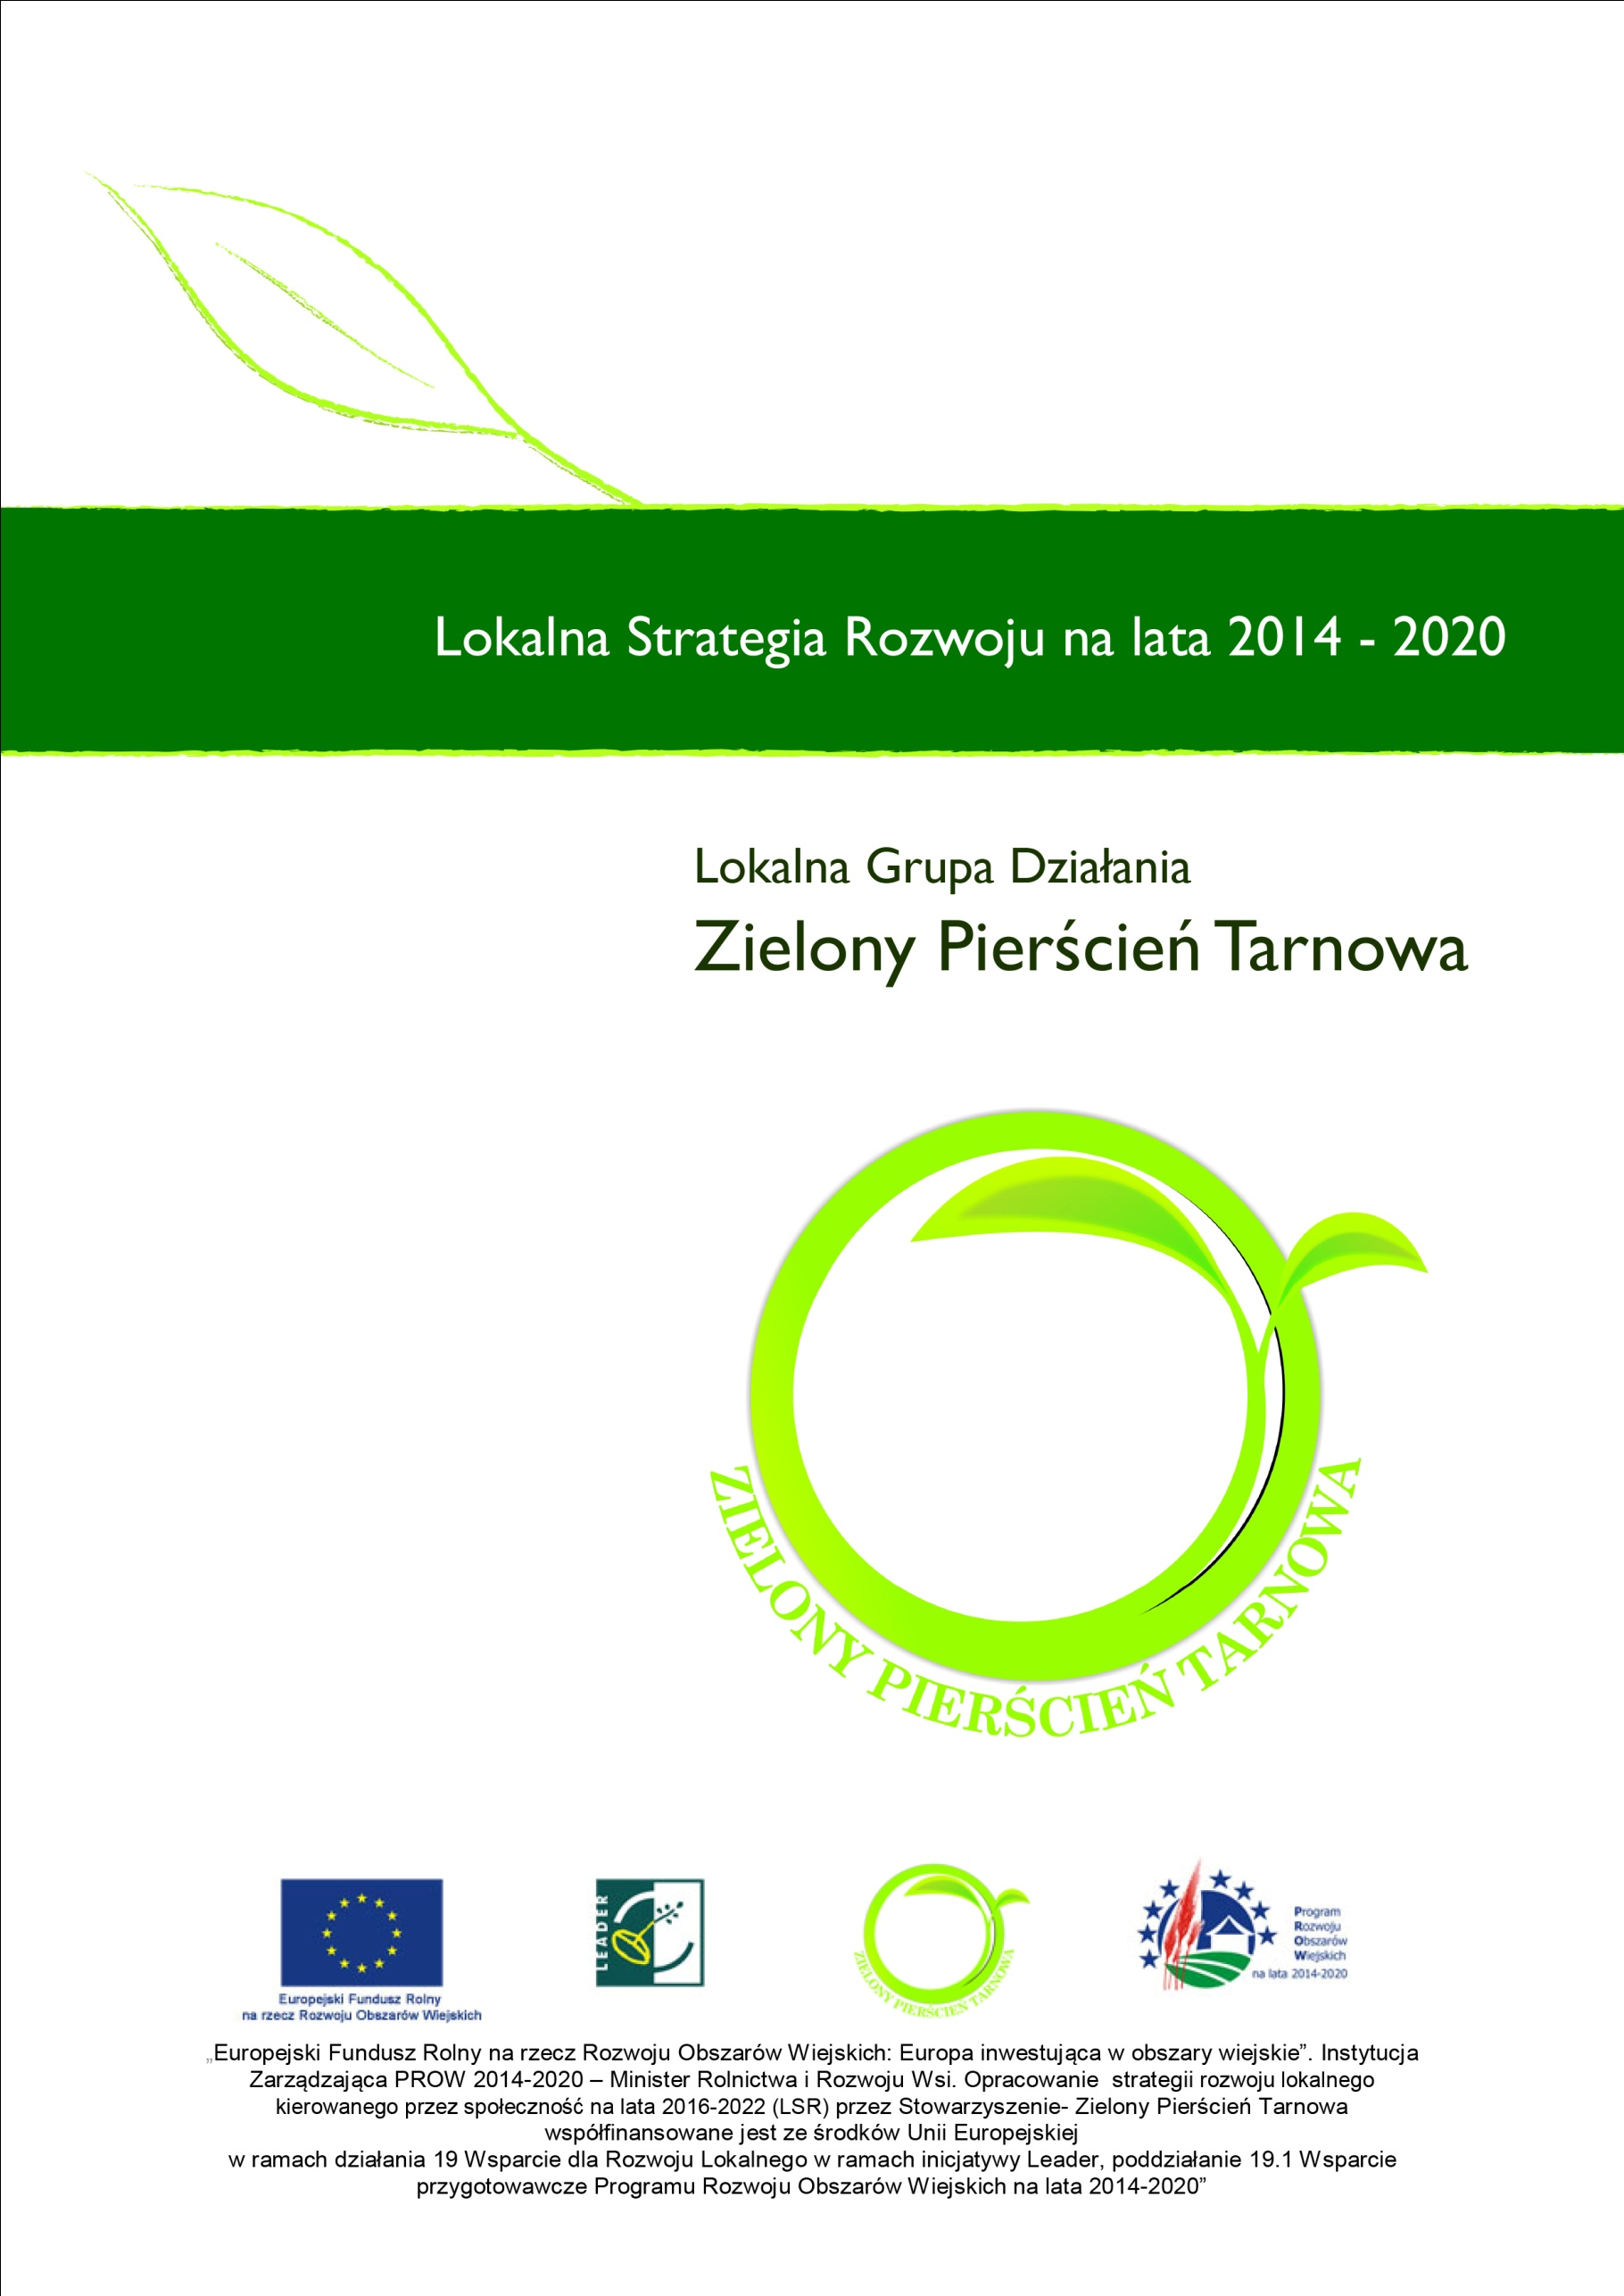 Lokalna Strategia Rozwoju na lata 2014 - 2020
Lokalna Grupa Działania
Zielony Pierścień Tarnowa
ZIELONY PIERŚCIEŃ TARNOWA
Europejski Fundusz Rolny
na rzecz Rozwoju Obszarów Wiejskich
LEADER
ZIELONY PIERŚCIEŃ TARNOWA
Program
Rozwoju
Obszarów
Wiejskich
na lata 2014-2020
„Europejski Fundusz Rolny na rzecz Rozwoju Obszarów Wiejskich: Europa inwestująca w obszary wiejskie”. Instytucja
Zarządzająca PROW 2014-2020 – Minister Rolnictwa i Rozwoju Wsi. Opracowanie  strategii rozwoju lokalnego
kierowanego przez społeczność na lata 2016-2022 (LSR) przez Stowarzyszenie- Zielony Pierścień Tarnowa
współfinansowane jest ze środków Unii Europejskiej
w ramach działania 19 Wsparcie dla Rozwoju Lokalnego w ramach inicjatywy Leader, poddziałanie 19.1 Wsparcie
przygotowawcze Programu Rozwoju Obszarów Wiejskich na lata 2014-2020”